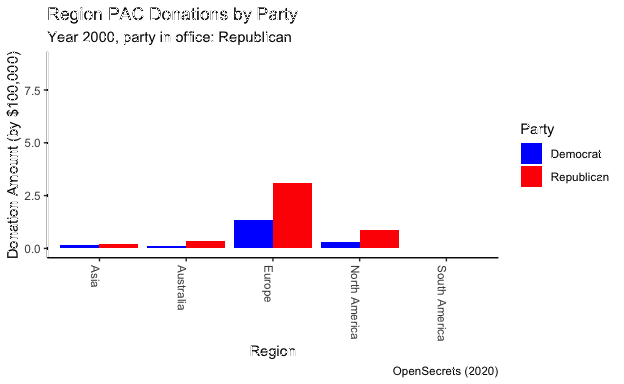 Region PAC Donations by Party
Year 2000, party in office: Republican
Donation Amount (by $100,000)
7.5
5.0
2.5
0.0
Asia
Australia
Europe
North America
South America
Region
Party
Democrat
Republican
OpenSecrets (2020)